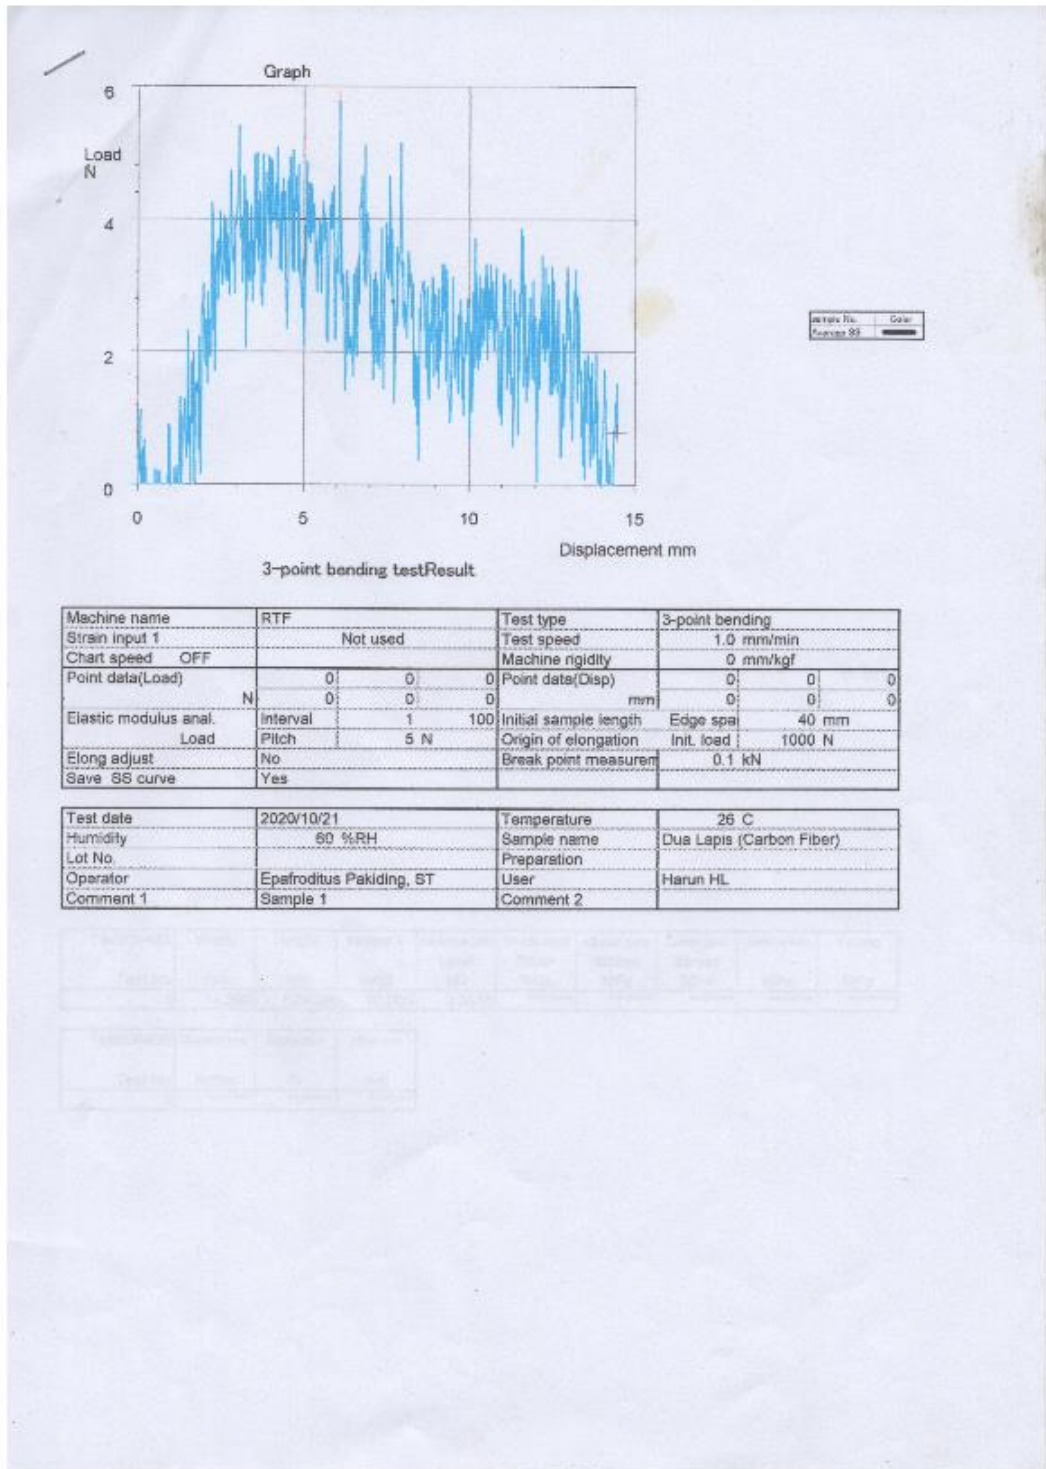 Graph
6
Load
N
4
2
0
0 5 10 15
Displacement mm
Sample No. Color
Average SS
3-point bending testResult
Machine name RTF Test type 3-point bending
Strain input 1 Not used Test speed 1.0 mm/min
Chart speed OFF Machine rigidity 0 mm/kgf
Point data(Load) 0 0 0 Point data(Disp) 0 0 0
N 0 0 0 mm 0 0 0
Elastic modulus anal. Interval 1 100 Initial sample length Edge spa 40 mm
Load Pitch 5 N Origin of elongation Init. load 1000 N
Elong adjust No Break point measurem 0.1 kN
Save SS curve Yes
Test date 2020/10/21 Temperature 26 C
Humidity 60 %RH Sample name Dua Lapis (Carbon Fiber)
Lot No. Preparation
Operator Epafroditus Pakiding, ST User Harun HL
Comment 1 Sample 1 Comment 2